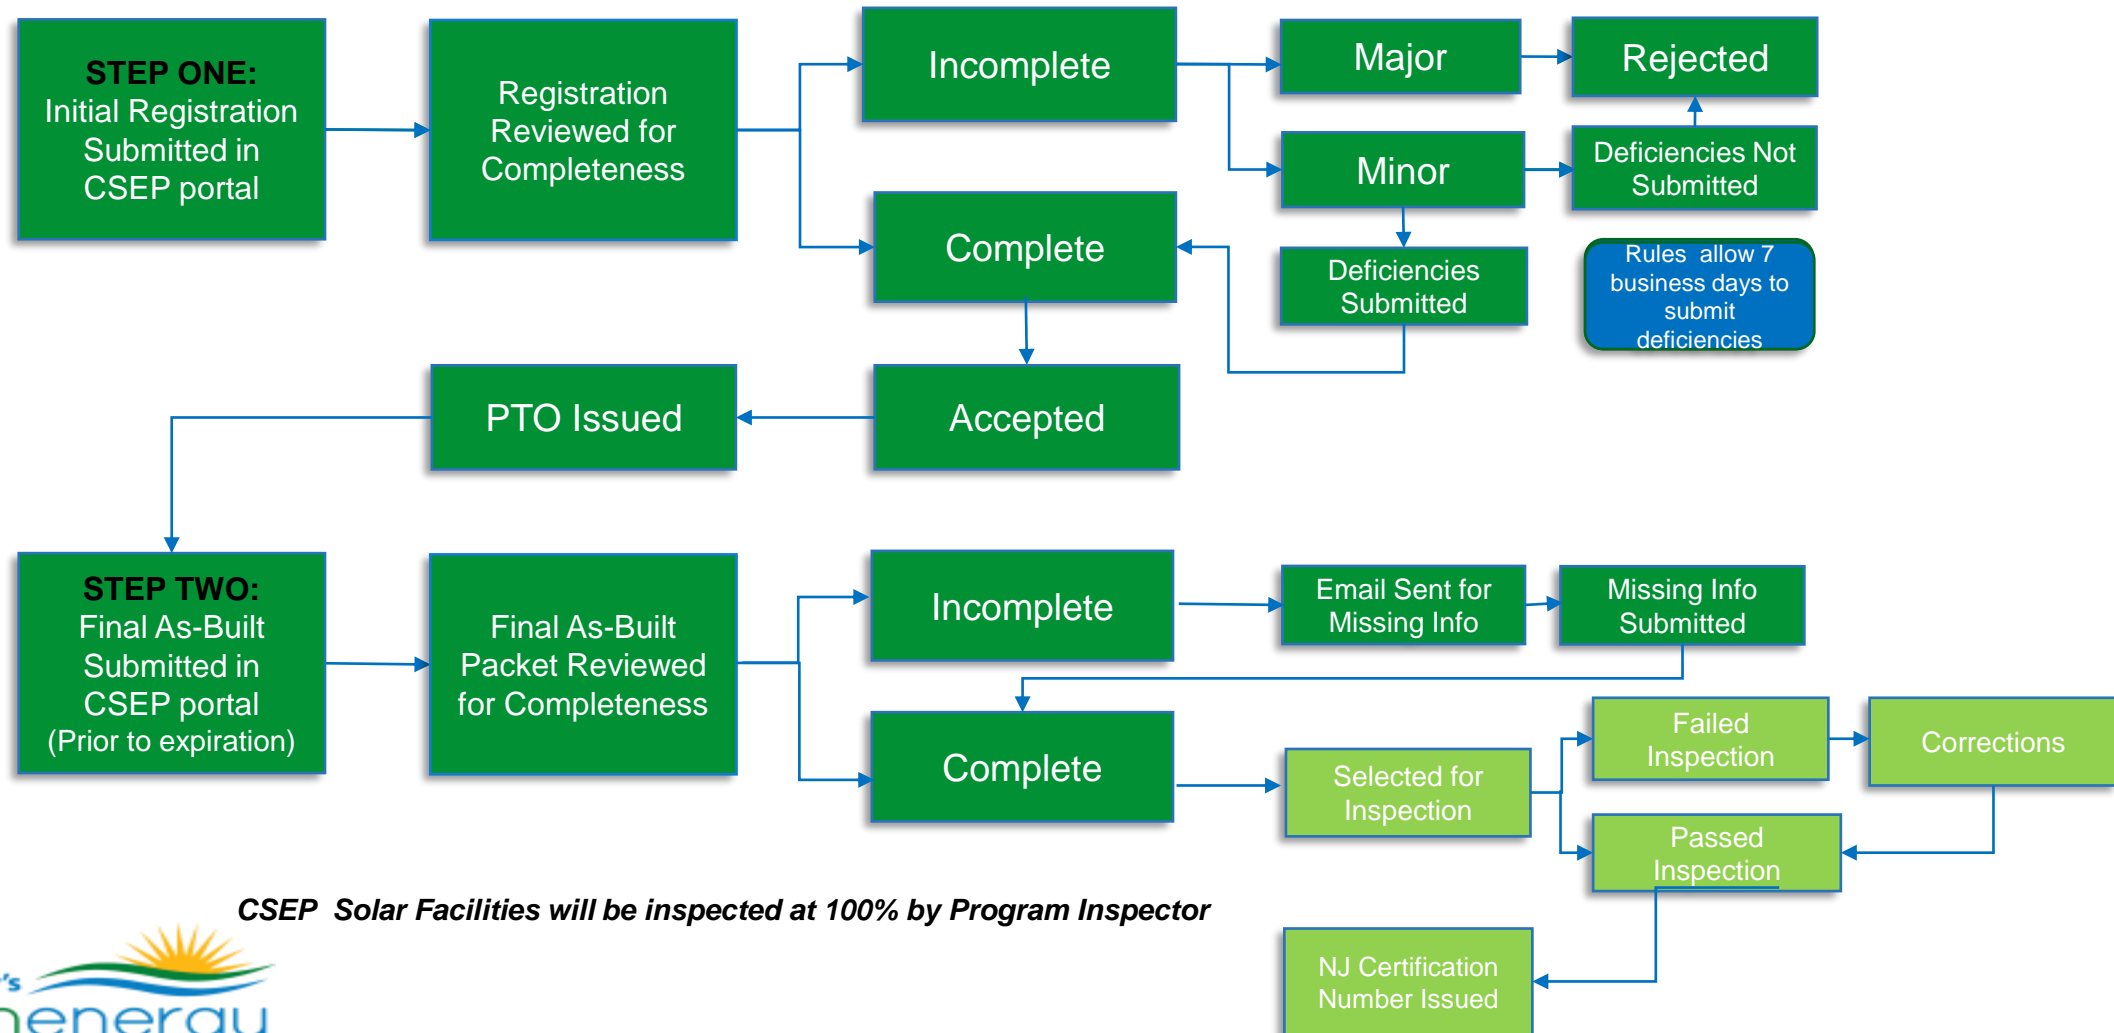 STEP ONE:
Initial Registration
Submitted in
CSEP portal
Registration
Reviewed for
Completeness
Incomplete
Major
Rejected
Minor
Deficiencies Not
Submitted
Complete
Deficiencies
Submitted
Rules allow 7
business days to
submit
deficiencies
PTO Issued
Accepted
STEP TWO:
Final As-Built
Submitted in
CSEP portal
(Prior to expiration)
Final As-Built
Packet Reviewed
for Completeness
Incomplete
Email Sent for
Missing Info
Missing Info
Submitted
Complete
Selected for
Inspection
Failed
Inspection
Corrections
Passed
Inspection
CSEP Solar Facilities will be inspected at 100% by Program Inspector
NJ Certification
Number Issued
's
energy